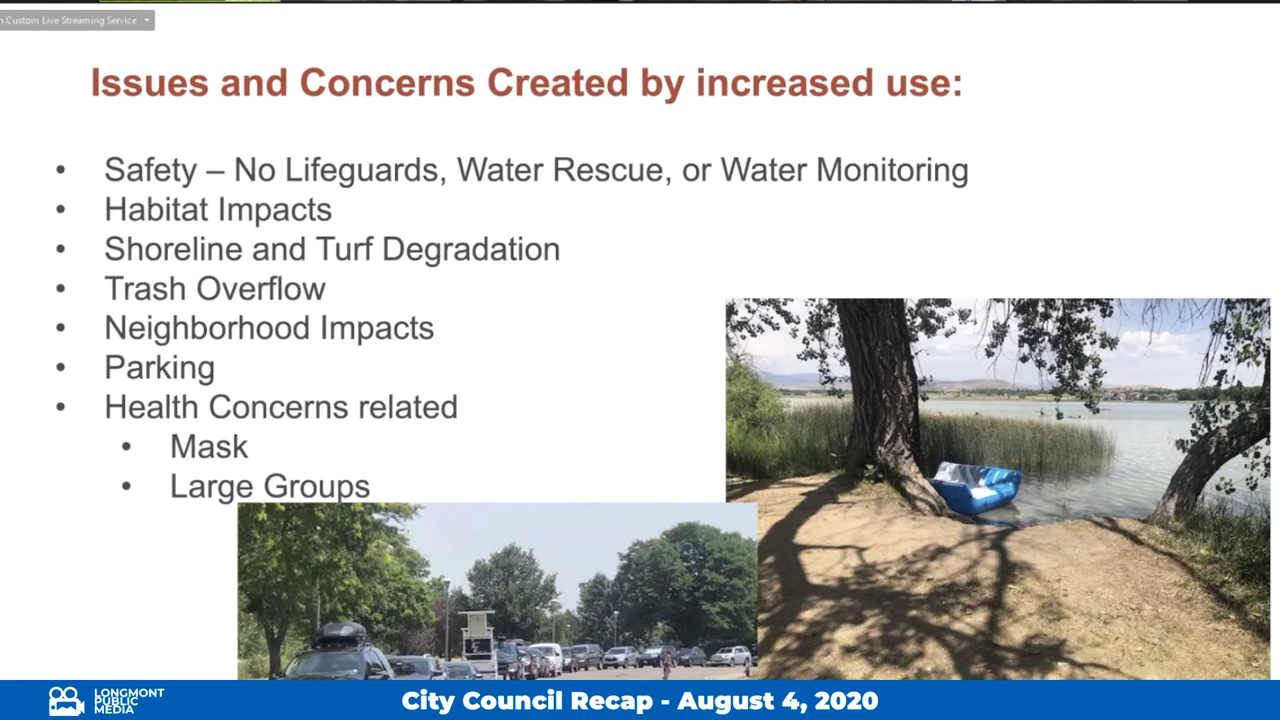 n Custom Live Streaming Service
Issues and Concerns Created by increased use:
• Safety – No Lifeguards, Water Rescue, or Water Monitoring
• Habitat Impacts
• Shoreline and Turf Degradation
• Trash Overflow
• Neighborhood Impacts
• Parking
• Health Concerns related
• Mask
• Large Groups
LONGMONT
PUBLIC
MEDIA
City Council Recap - August 4, 2020